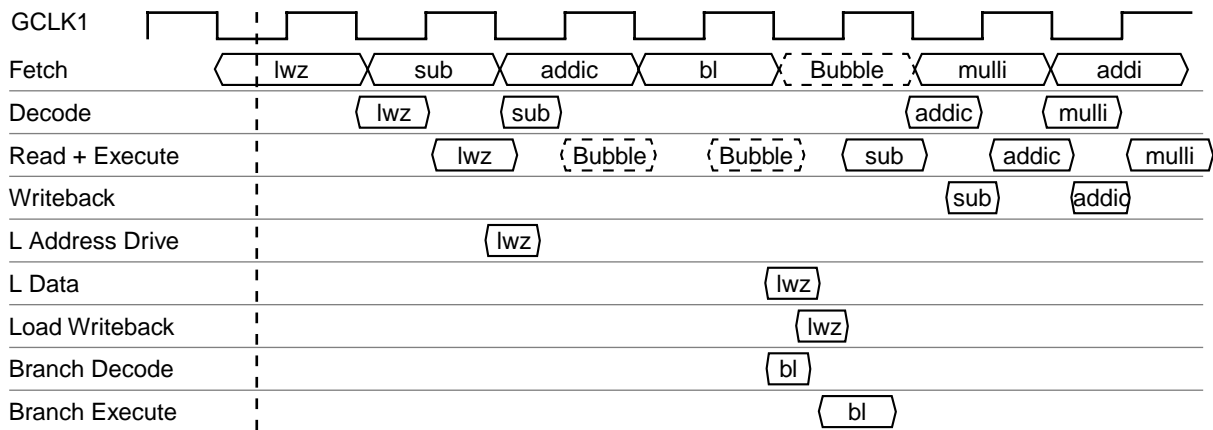 GCLK1
Fetch lwz sub addic bl Bubble mulli addi
Decode lwz sub addic mulli
Read + Execute lwz Bubble Bubble sub addic mulli
Writeback sub addic
L Address Drive lwz
L Data lwz
Load Writeback lwz
Branch Decode bl
Branch Execute bl